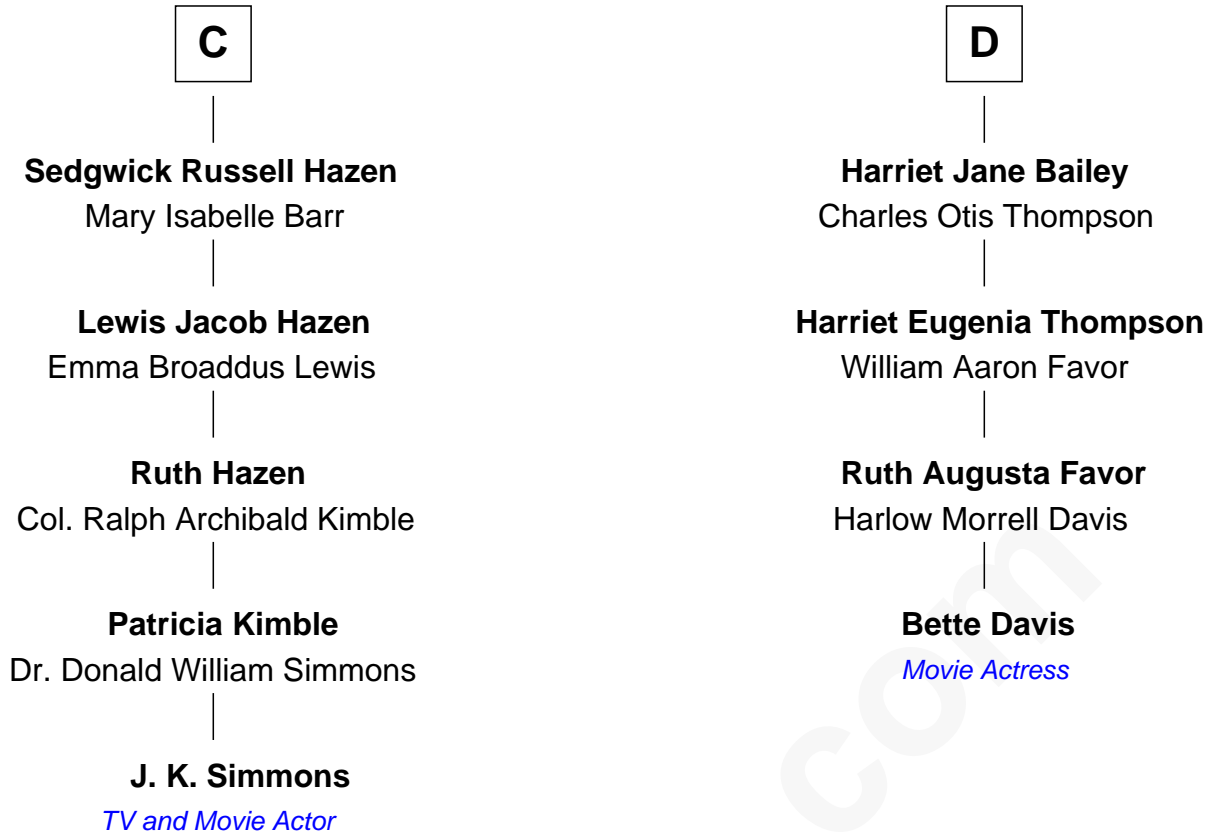 C
Sedgwick Russell Hazen
Mary Isabelle Barr
Lewis Jacob Hazen
Emma Broaddus Lewis
Ruth Hazen
Col. Ralph Archibald Kimble
Patricia Kimble
Dr. Donald William Simmons
J. K. Simmons
TV and Movie Actor
D
Harriet Jane Bailey
Charles Otis Thompson
Harriet Eugenia Thompson
William Aaron Favor
Ruth Augusta Favor
Harlow Morrell Davis
Bette Davis
Movie Actress
com